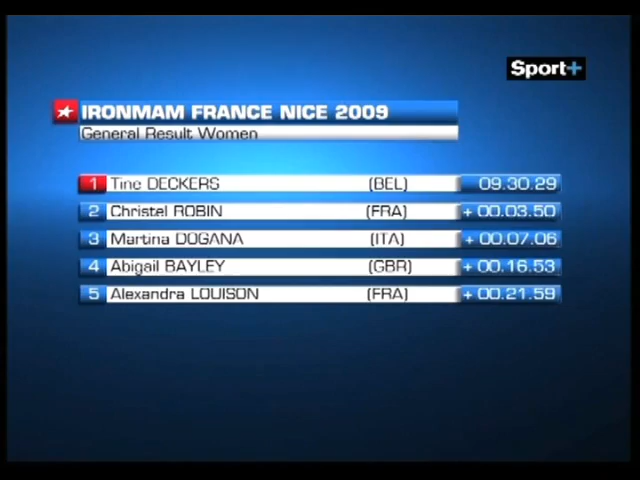 Sport+
IRONMAM FRANCE NICE 2009
General Result Women
1 Tine DECKERS (BEL) 09.30.29
2 Christel ROBIN (FRA) + 00.03.50
3 Martina DOGANA (ITA) + 00.07.06
4 Abigail BAYLEY (GBR) + 00.16.53
5 Alexandra LOUISON (FRA) + 00.21.59